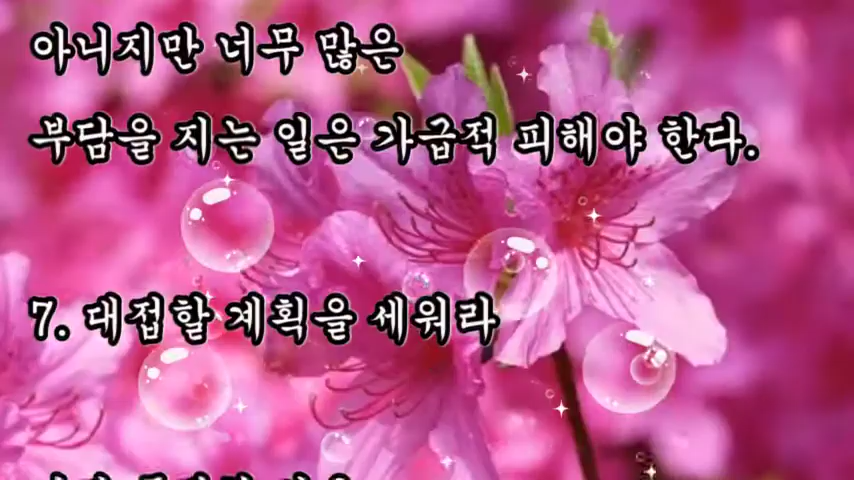 아니지만 너무 많은
부담을 지는 일은 가급적 피해야 한다.
7. 대접할 계획을 세워라